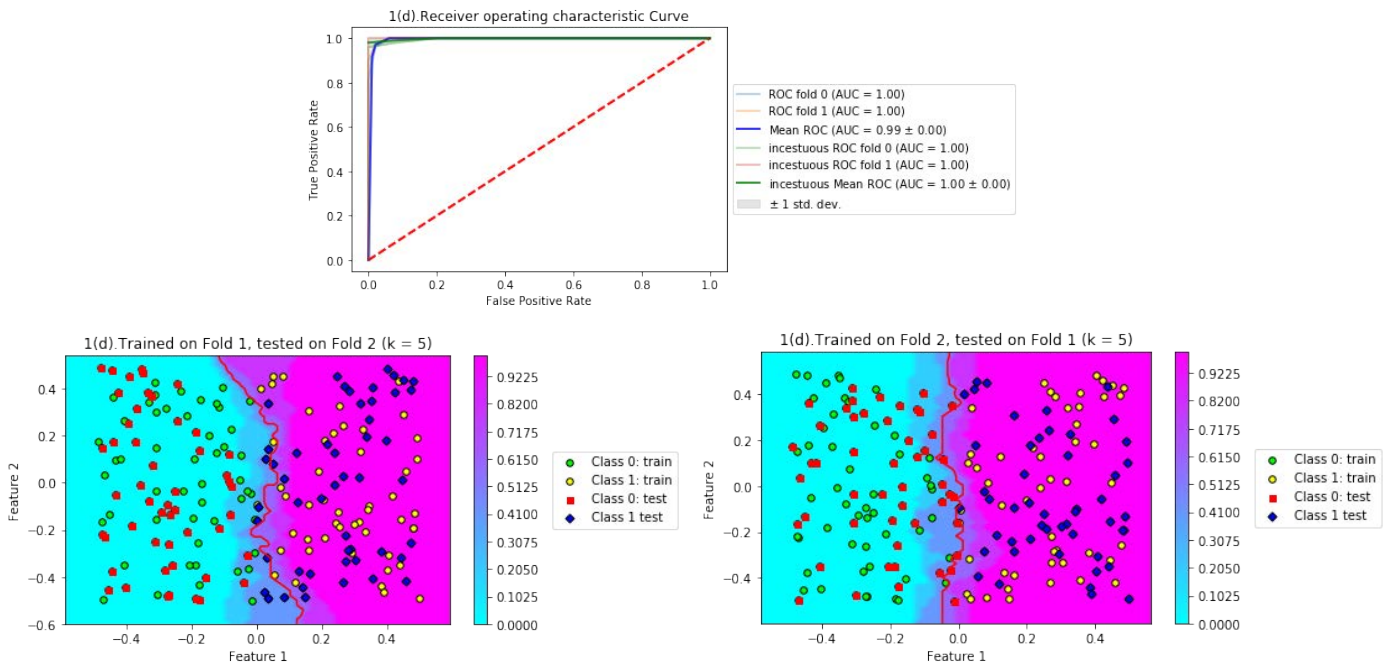 1(d).Receiver operating characteristic Curve
True Positive Rate
1.0
0.8
0.6
0.4
0.2
0.0
0.0 0.2 0.4 0.6 0.8 1.0
False Positive Rate
ROC fold 0 (AUC = 1.00)
ROC fold 1 (AUC = 1.00)
Mean ROC (AUC = 0.99 ± 0.00)
incestuous ROC fold 0 (AUC = 1.00)
incestuous ROC fold 1 (AUC = 1.00)
incestuous Mean ROC (AUC = 1.00 ± 0.00)
± 1 std. dev.
1(d).Trained on Fold 1, tested on Fold 2 (k = 5)
Feature 2
0.4
0.2
0.0
−0.2
−0.4
−0.6
−0.4 −0.2 0.0 0.2 0.4
Feature 1
0.9225
0.8200
0.7175
0.6150
0.5125
0.4100
0.3075
0.2050
0.1025
0.0000
Class 0: train
Class 1: train
Class 0: test
Class 1 test
1(d).Trained on Fold 2, tested on Fold 1 (k = 5)
Feature 2
0.4
0.2
0.0
−0.2
−0.4
−0.4 −0.2 0.0 0.2 0.4
Feature 1
0.9225
0.8200
0.7175
0.6150
0.5125
0.4100
0.3075
0.2050
0.1025
0.0000
Class 0: train
Class 1: train
Class 0: test
Class 1 test